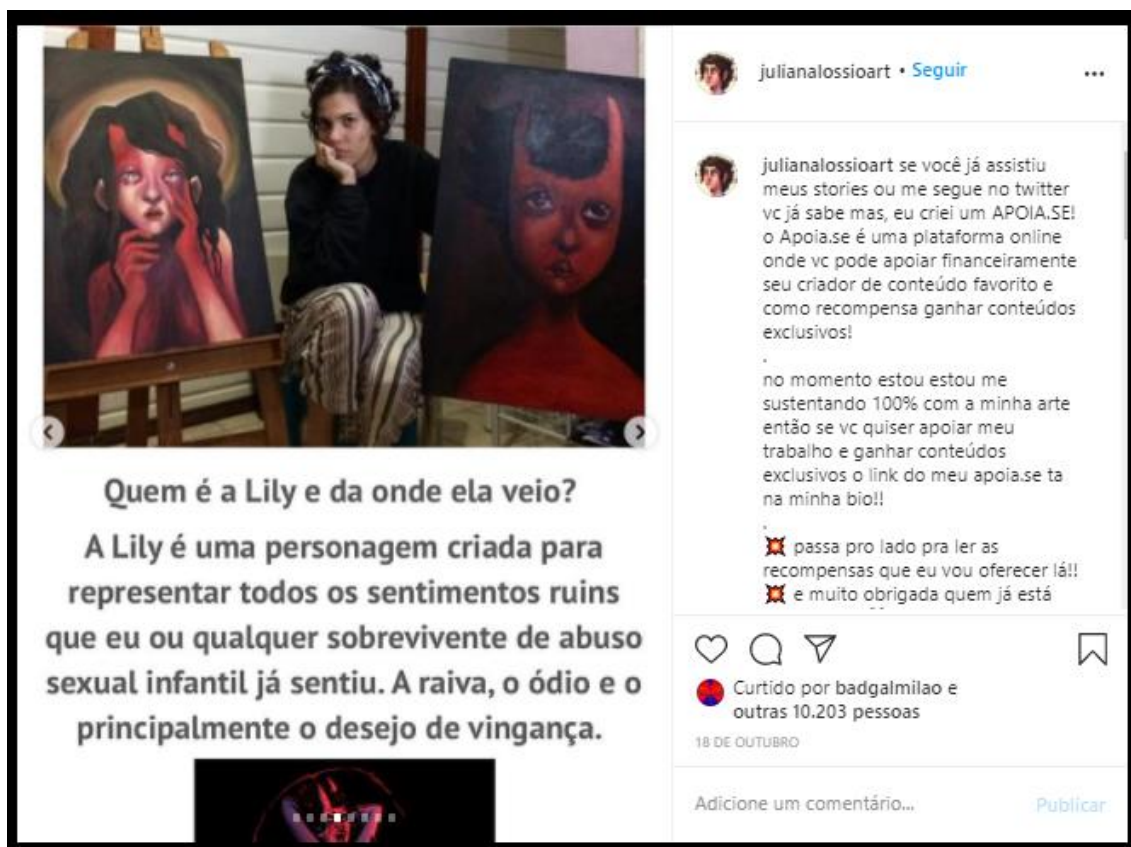 Quem é a Lily e da onde ela veio?
A Lily é uma personagem criada para
representar todos os sentimentos ruins
que eu ou qualquer sobrevivente de abuso
sexual infantil já sentiu. A raiva, o ódio e o
principalmente o desejo de vingança.
julianalossioart • Seguir
julianalossioart se você já assistiu
meus stories ou me segue no twitter
vc já sabe mas, eu criei um APOIA.SE!
o Apoia.se é uma plataforma online
onde vc pode apoiar financeiramente
seu criador de conteúdo favorito e
como recompensa ganhar conteúdos
exclusivos!
.
no momento estou estou me
sustentando 100% com a minha arte
então se vc quiser apoiar meu
trabalho e ganhar conteúdos
exclusivos o link do meu apoia.se ta
na minha bio!!
.
💥 passa pro lado pra ler as
recompensas que eu vou oferecer lá!!
💥 e muito obrigada quem já está
Curtido por badgalmilao e
outras 10.203 pessoas
18 DE OUTUBRO
Adicione um comentário... Publicar